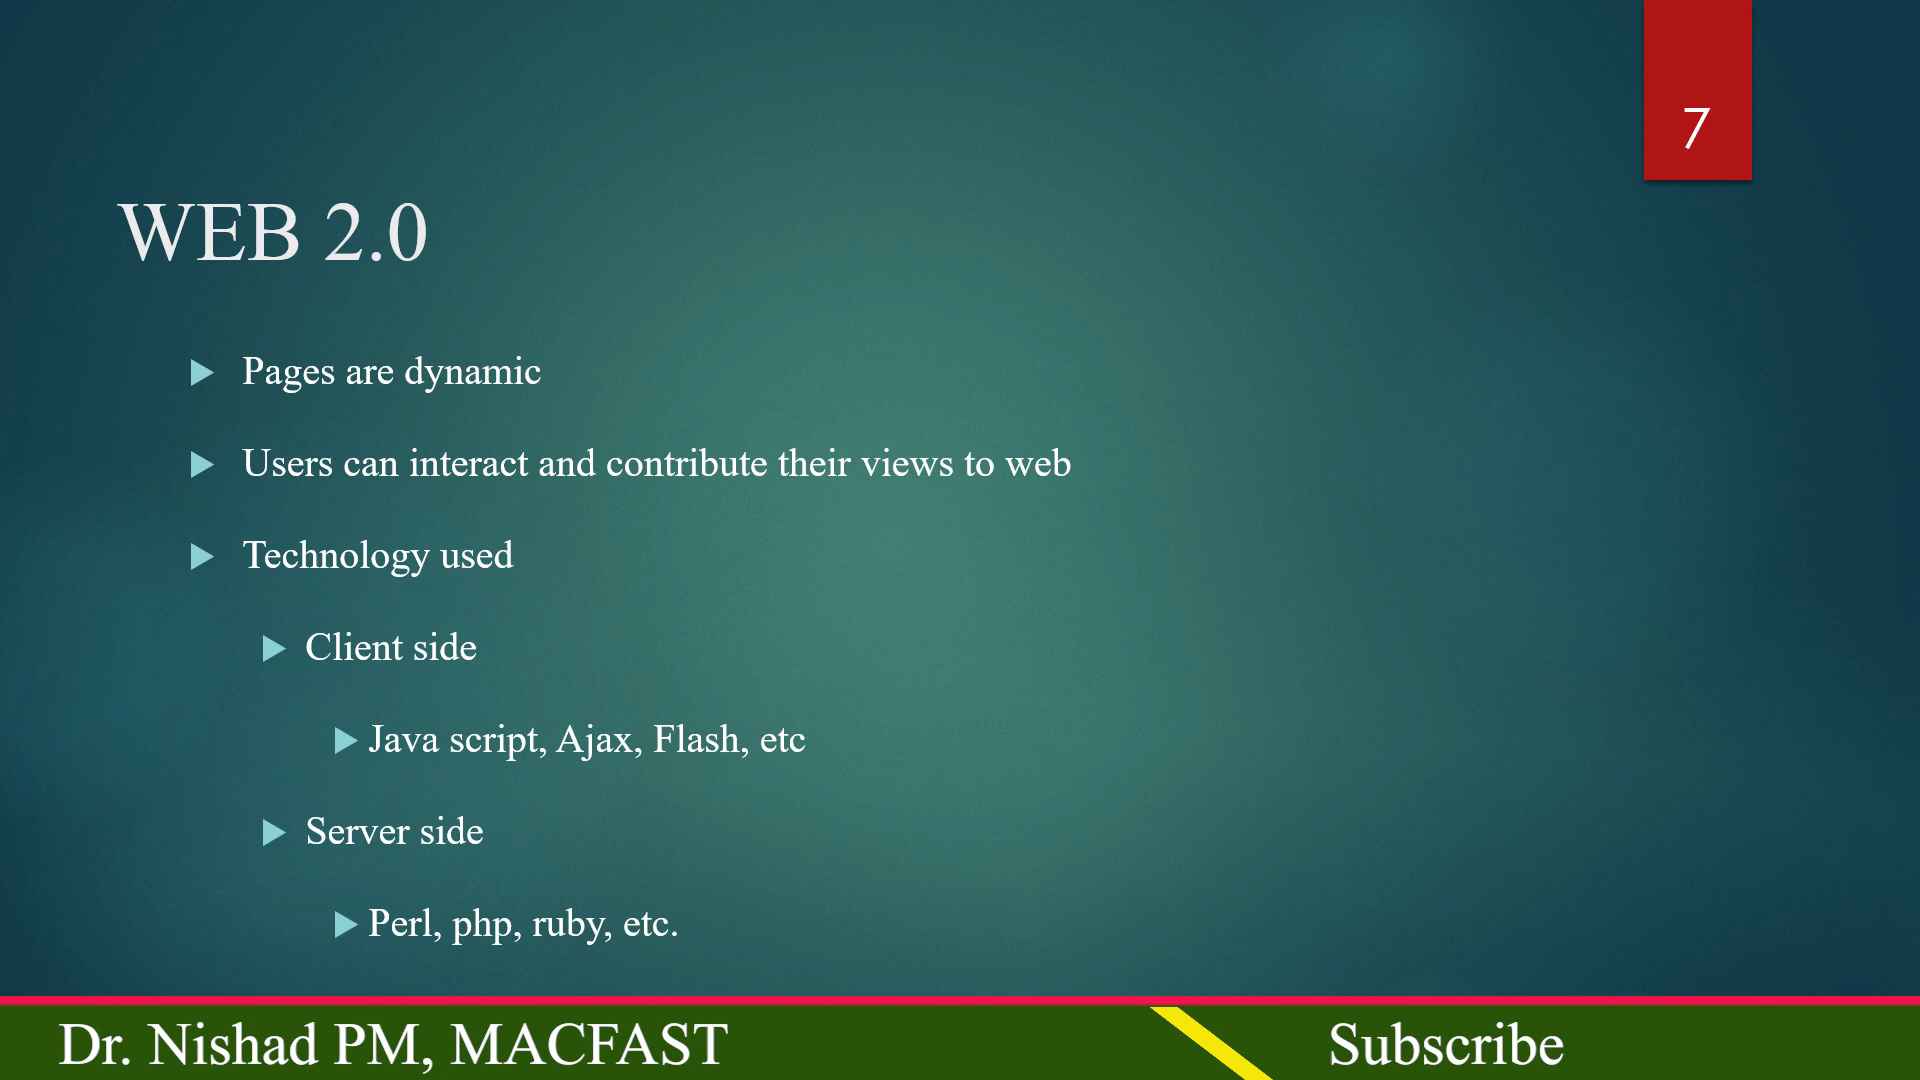 7
WEB 2.0
Pages are dynamic
Users can interact and contribute their views to web
Technology used
Client side
Java script, Ajax, Flash, etc
Server side
Perl, php, ruby, etc.
Dr. Nishad PM, MACFAST
Subscribe